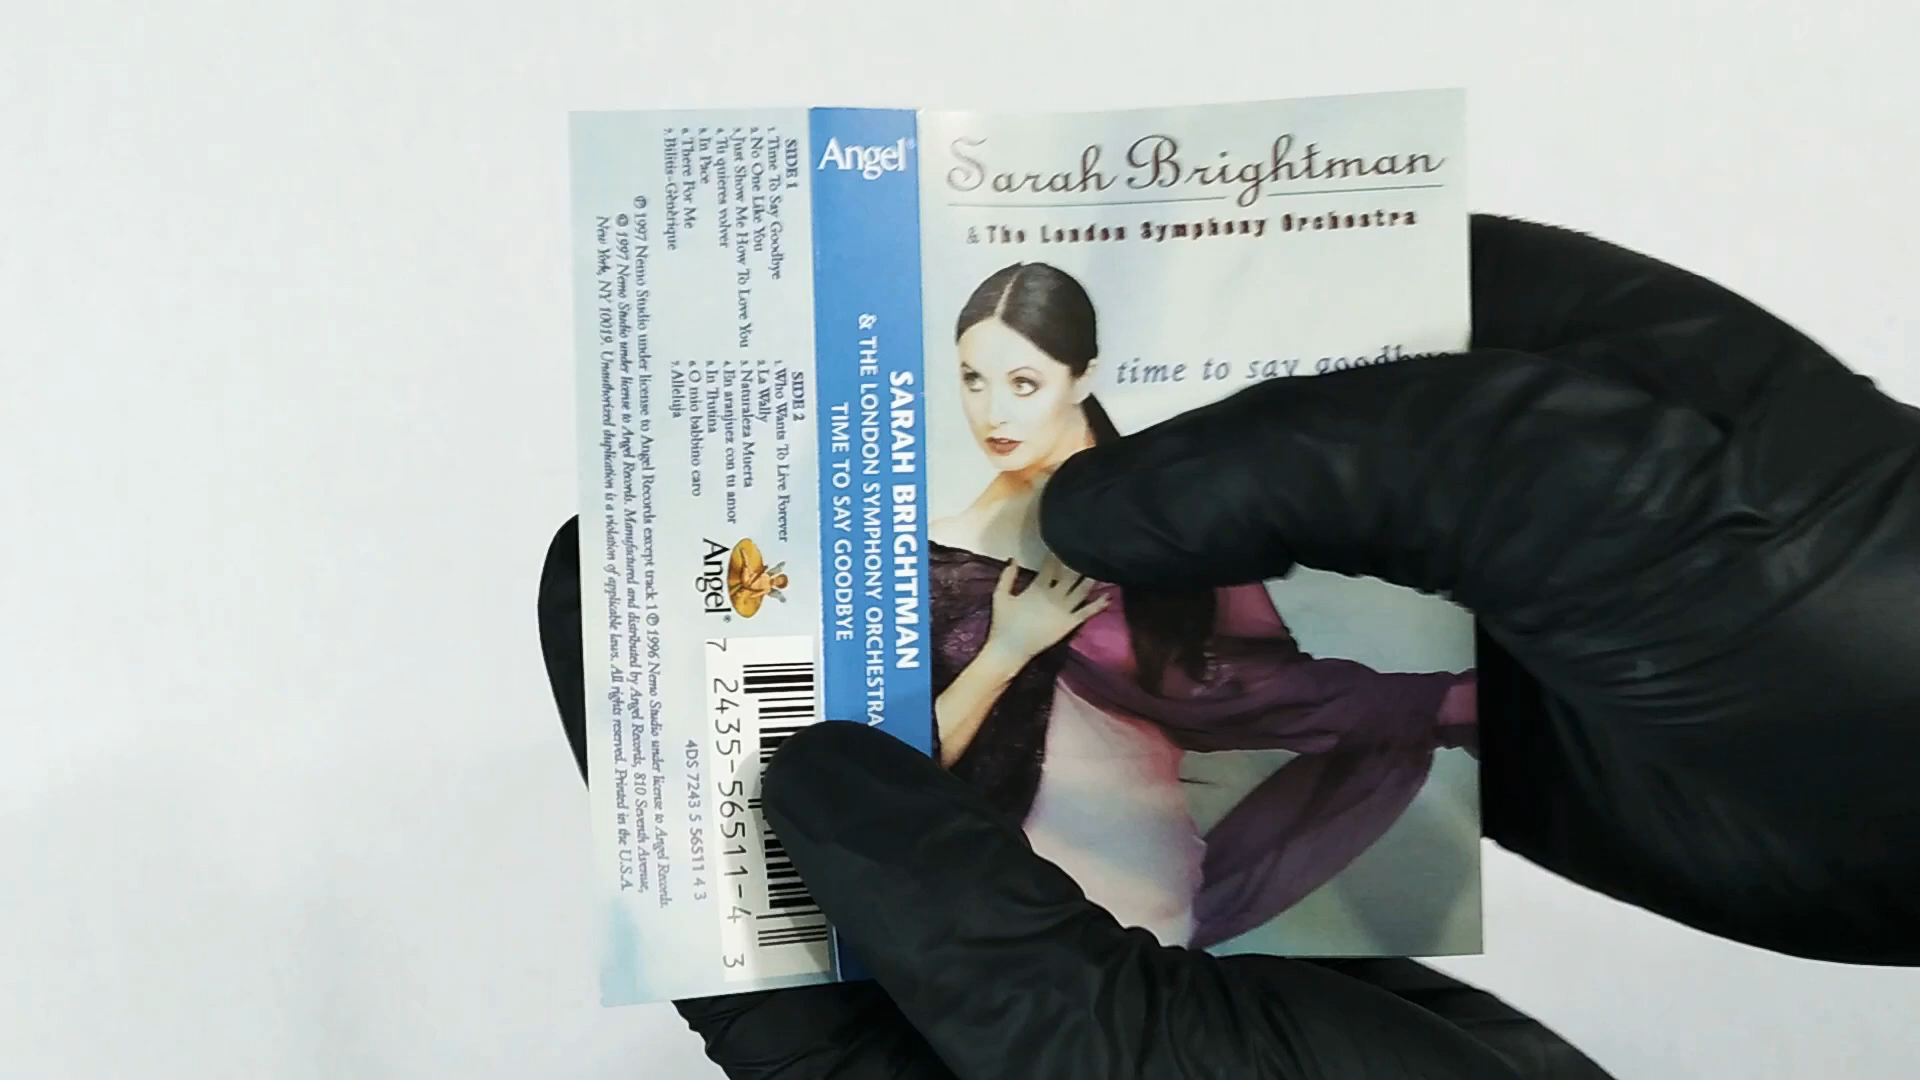 Sarah Brightman
& The London Symphony Orchestra
time to say goodbye
Angel®
SARAH BRIGHTMAN
& THE LONDON SYMPHONY ORCHESTRA
TIME TO SAY GOODBYE
SIDE 1
1. Time To Say Goodbye
2. No One Like You
3. Just Show Me How To Love You
4. Tú quieres volver
5. In Pace
6. There For Me
7. Bilitis-Génèrique
SIDE 2
1. Who Wants To Live Forever
2. La Wally
3. Naturaleza Muerta
4. En aranjuez con tu amor
5. In Trutina
6. O mio babbino caro
7. Alleluja
Angel®
7 2435-56511-4 3
4DS 7243 5 56511 4 3
℗ 1997 Nemo Studio under license to Angel Records except track 1 ℗ 1996 Nemo Studio under license to Angel Records.
© 1997 Nemo Studio under license to Angel Records. Manufactured and distributed by Angel Records, 810 Seventh Avenue,
New York, NY 10019. Unauthorized duplication is a violation of applicable laws. All rights reserved. Printed in the U.S.A.